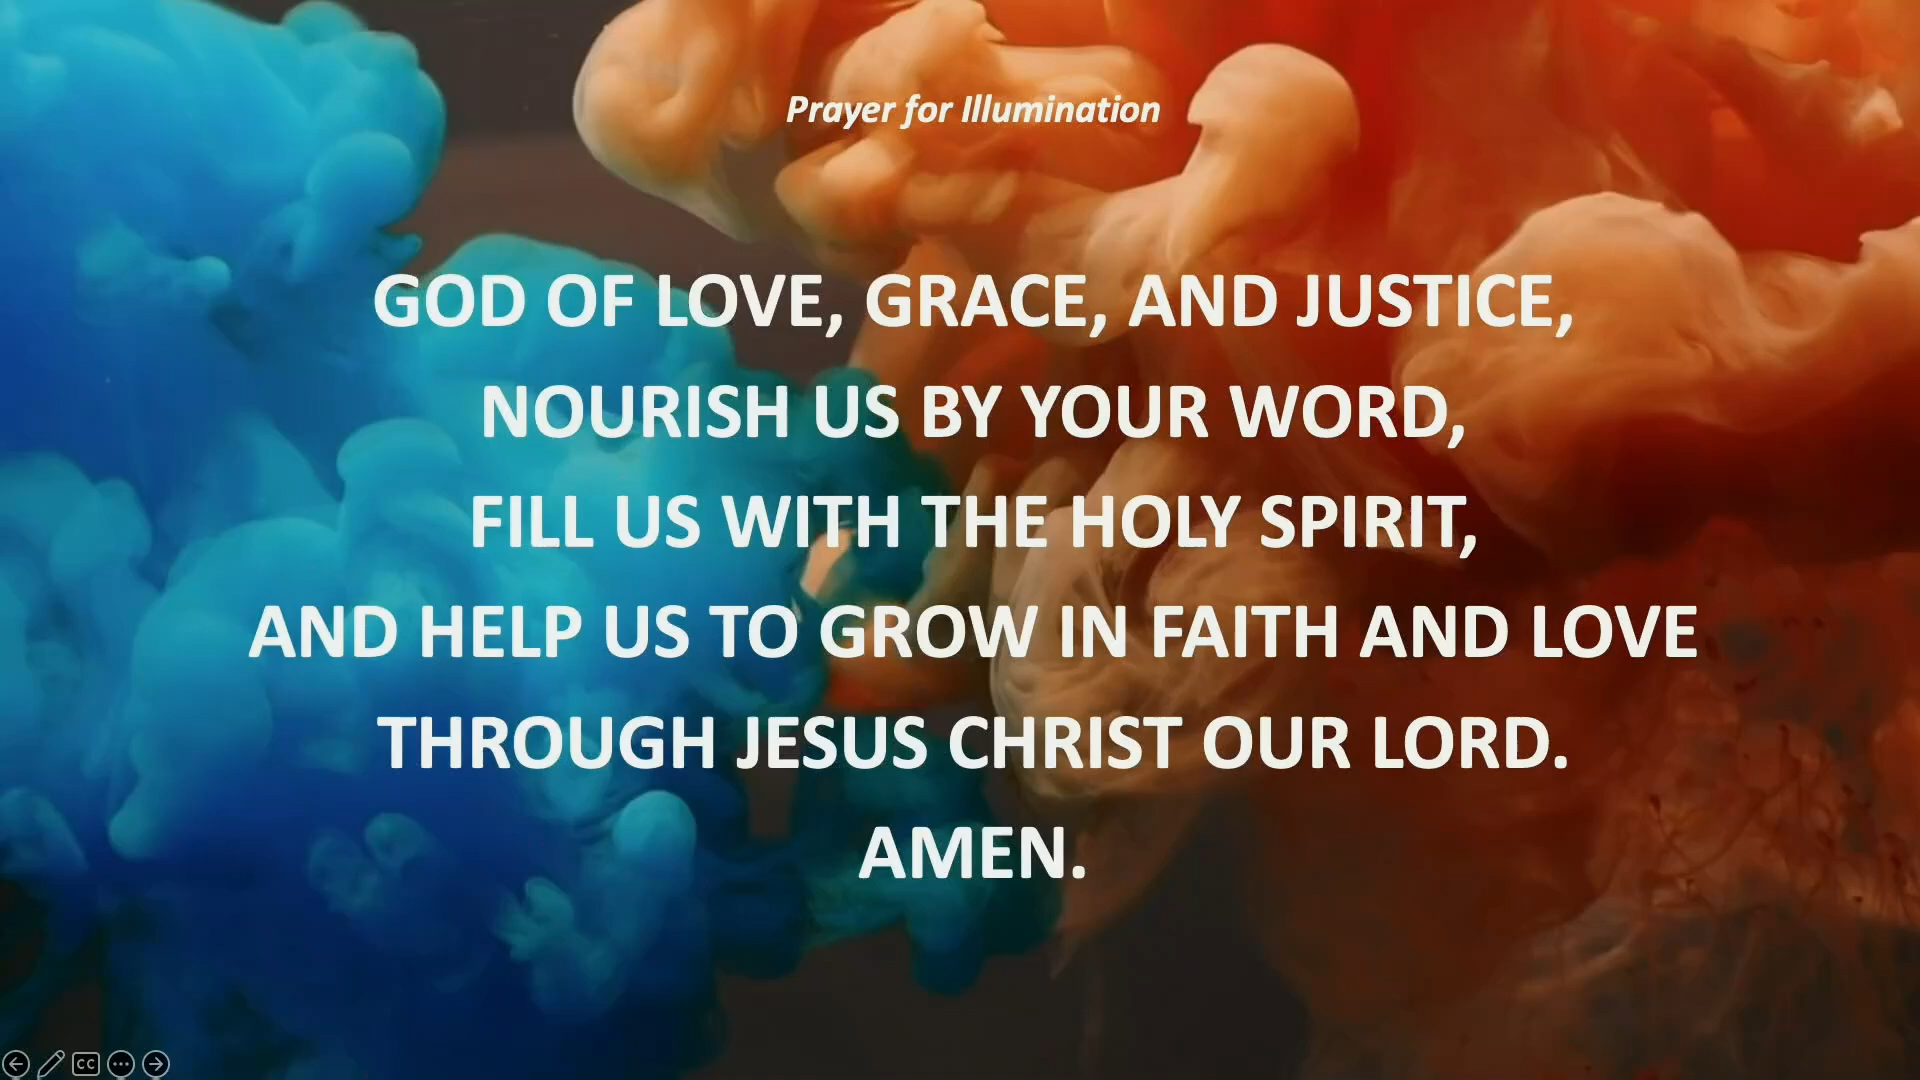 Prayer for Illumination
GOD OF LOVE, GRACE, AND JUSTICE,
NOURISH US BY YOUR WORD,
FILL US WITH THE HOLY SPIRIT,
AND HELP US TO GROW IN FAITH AND LOVE
THROUGH JESUS CHRIST OUR LORD.
AMEN.
CC